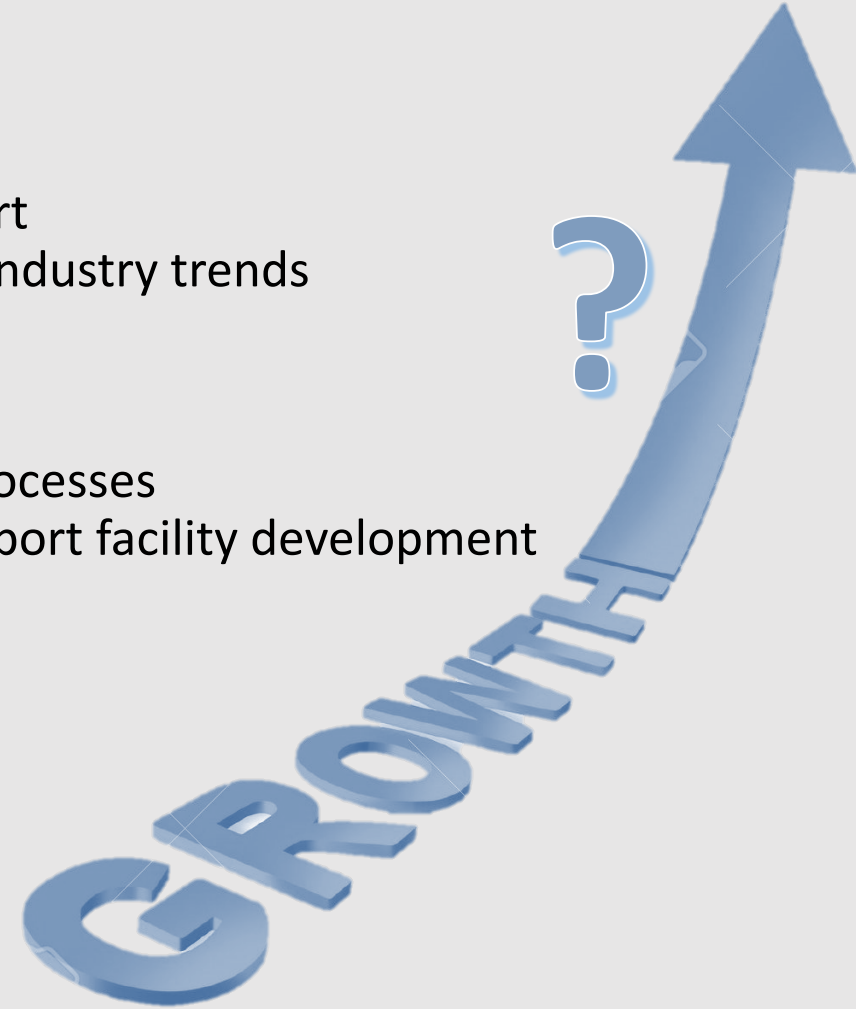 rt
ndustry trends
?
ocesses
port facility development
GROWTH